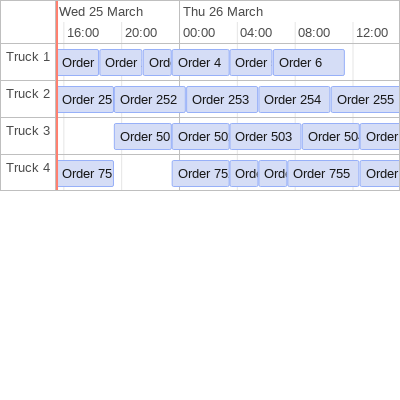 Wed 25 March Thu 26 March
16:00 20:00 00:00 04:00 08:00 12:00
Truck 1 Order Order Ord Order 4 Order Order 6
Truck 2 Order 25 Order 252 Order 253 Order 254 Order 255
Truck 3 Order 50 Order 50 Order 503 Order 50 Order
Truck 4 Order 75 Order 75 Ord Ord Order 755 Order